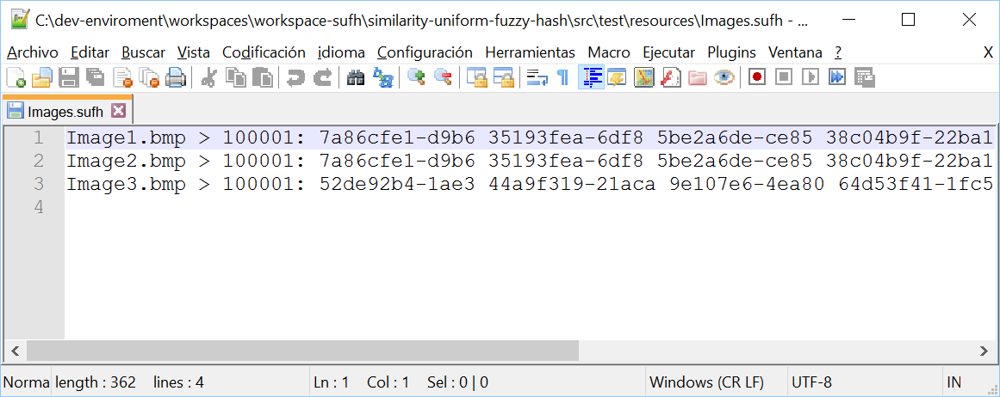 C:\dev-enviroment\workspaces\workspace-sufh\similarity-uniform-fuzzy-hash\src\test\resources\Images.sufh - ...
Archivo Editar Buscar Vista Codificación idioma Configuración Herramientas Macro Ejecutar Plugins Ventana ? X
Images.sufh
1 Image1.bmp > 100001: 7a86cfe1-d9b6 35193fea-6df8 5be2a6de-ce85 38c04b9f-22ba1
2 Image2.bmp > 100001: 7a86cfe1-d9b6 35193fea-6df8 5be2a6de-ce85 38c04b9f-22ba1
3 Image3.bmp > 100001: 52de92b4-1ae3 44a9f319-21aca 9e107e6-4ea80 64d53f41-1fc5
4
Norma length : 362 lines : 4 Ln : 1 Col : 1 Sel : 0 | 0 Windows (CR LF) UTF-8 IN